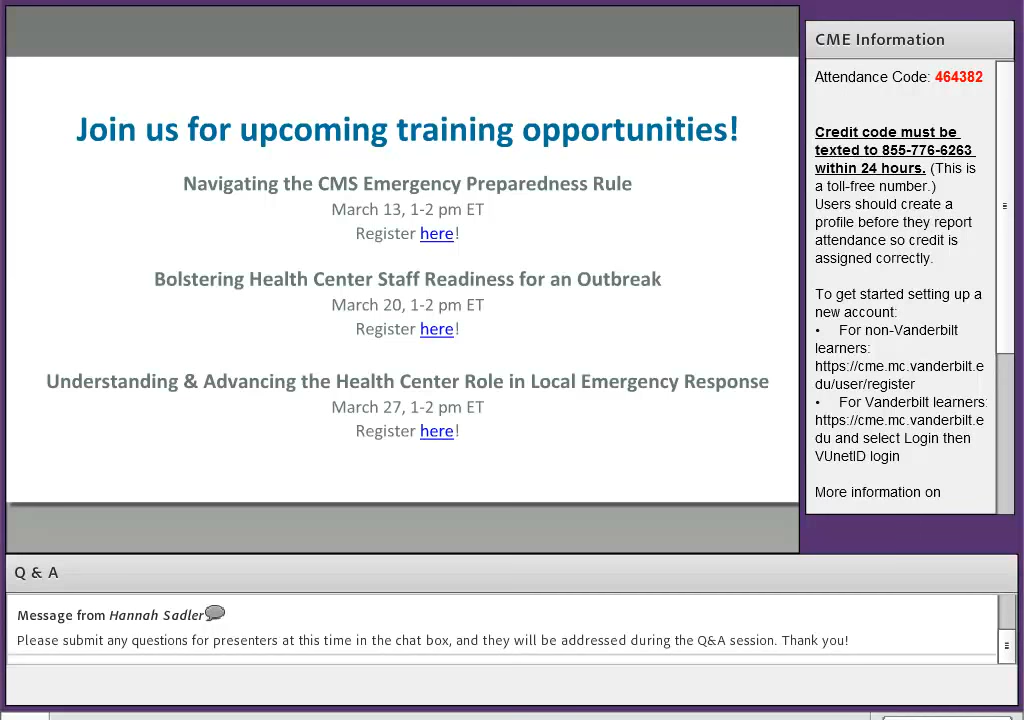 Join us for upcoming training opportunities!
Navigating the CMS Emergency Preparedness Rule
March 13, 1-2 pm ET
Register here!
Bolstering Health Center Staff Readiness for an Outbreak
March 20, 1-2 pm ET
Register here!
Understanding & Advancing the Health Center Role in Local Emergency Response
March 27, 1-2 pm ET
Register here!
CME Information
Attendance Code: 464382
Credit code must be
texted to 855-776-6263
within 24 hours. (This is
a toll-free number.)
Users should create a
profile before they report
attendance so credit is
assigned correctly.
To get started setting up a
new account:
• For non-Vanderbilt
learners:
https://cme.mc.vanderbilt.e
du/user/register
• For Vanderbilt learners:
https://cme.mc.vanderbilt.e
du and select Login then
VUnetID login
More information on
Q & A
Message from Hannah Sadler
Please submit any questions for presenters at this time in the chat box, and they will be addressed during the Q&A session. Thank you!